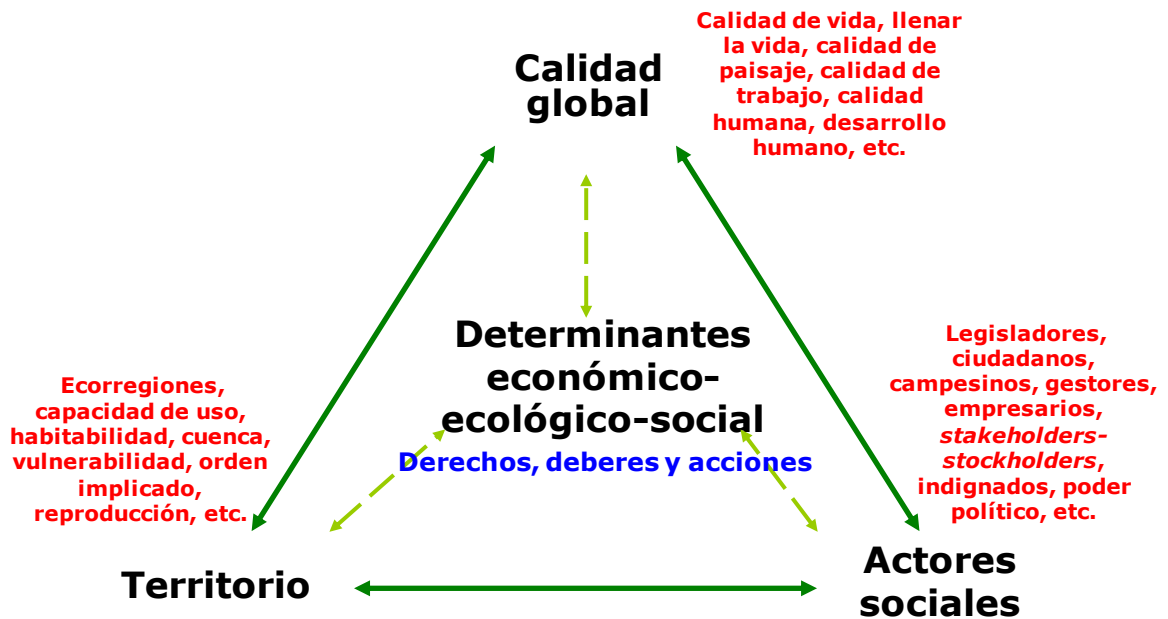 Calidad
global
Calidad de vida, llenar
la vida, calidad de
paisaje, calidad de
trabajo, calidad
humana, desarrollo
humano, etc.
Determinantes
económico-
ecológico-social
Derechos, deberes y acciones
Ecorregiones,
capacidad de uso,
habitabilidad, cuenca,
vulnerabilidad, orden
implicado,
reproducción, etc.
Legisladores,
ciudadanos,
campesinos, gestores,
empresarios,
stakeholders-
stockholders,
indignados, poder
político, etc.
Territorio
Actores
sociales